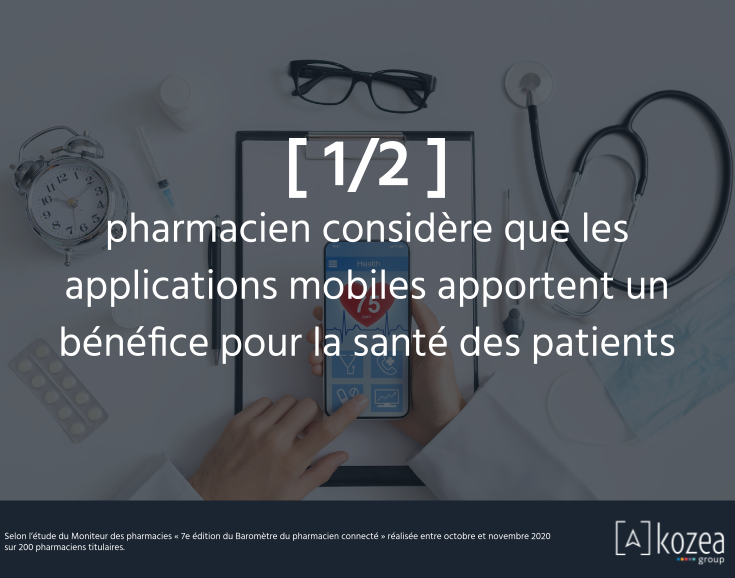 [ 1/2 ]
pharmacien considère que les
applications mobiles apportent un
bénéfice pour la santé des patients
Health
75
Selon l'étude du Moniteur des pharmacies « 7e édition du Baromètre du pharmacien connecté » réalisée entre octobre et novembre 2020
sur 200 pharmaciens titulaires.
[A] kozea
group